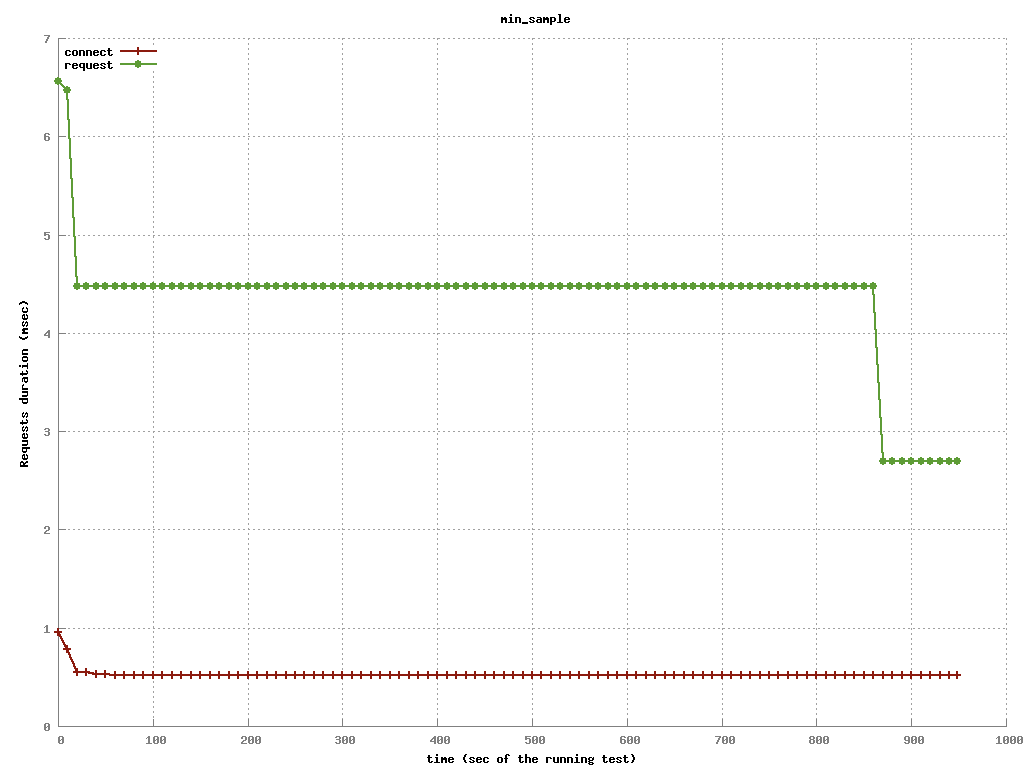 min_sample
7
connect
request
6
5
4
3
2
1
0
Requests duration (msec)
0 100 200 300 400 500 600 700 800 900 1000
time (sec of the running test)